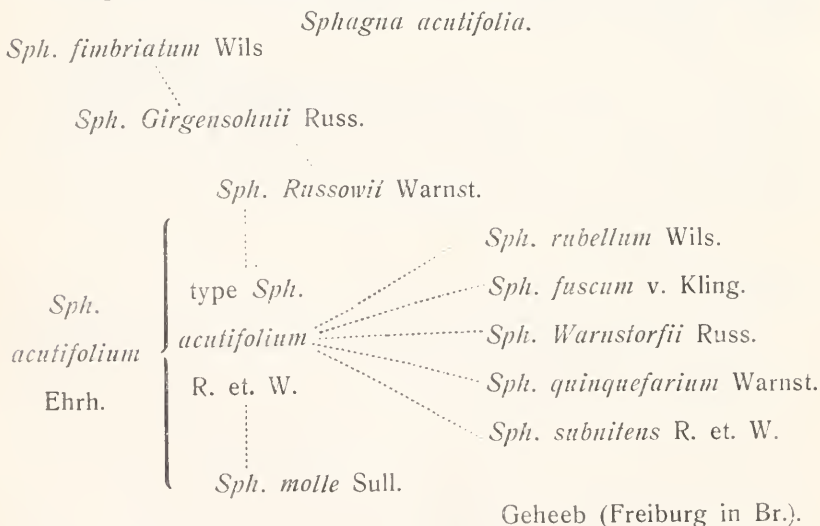 Sphagna acutifolia.
Sph. fimbriatum Wils
Sph. Girgensohnii Russ.
Sph. Russowii Warnst.
Sph.
acutifolium
Ehrh.
type Sph.
acutifolium
R. et. W.
Sph. molle Sull.
Sph. rubellum Wils.
Sph. fuscum v. Kling.
Sph. Warnstorfii Russ.
Sph. quinquefarium Warnst.
Sph. subnitens R. et. W.
Geheeb (Freiburg in Br.).